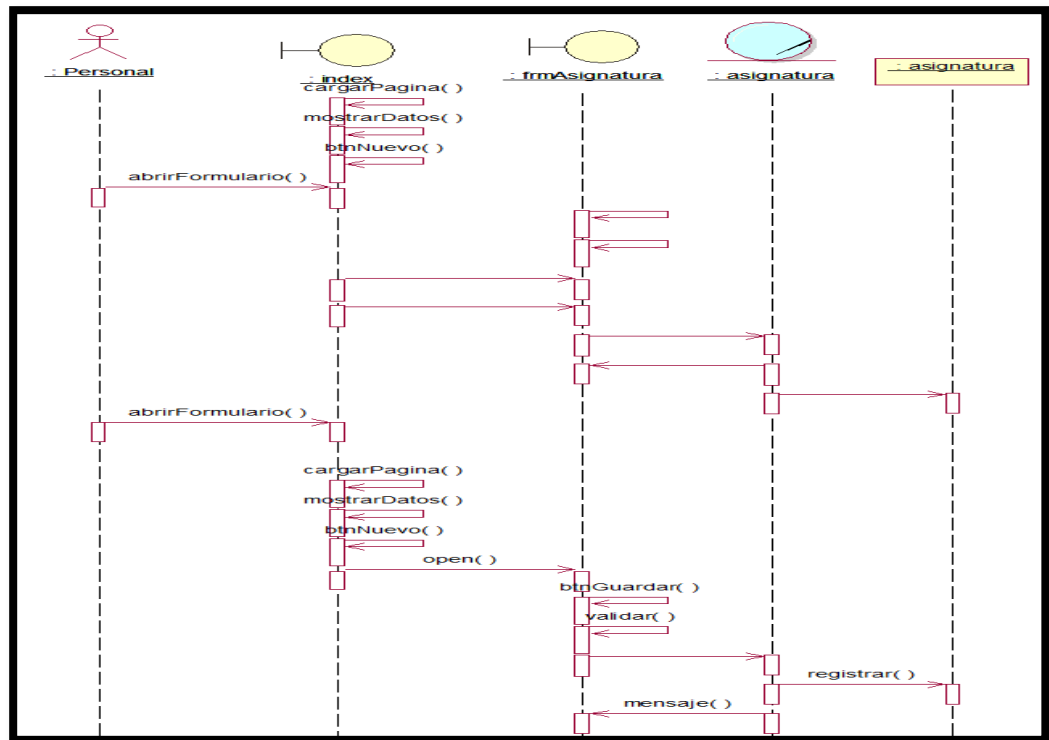 : Personal
: index
: frmAsignatura
: asignatura
: asignatura
cargarPagina( )
mostrarDatos( )
btnNuevo( )
abrirFormulario( )
abrirFormulario( )
cargarPagina( )
mostrarDatos( )
btnNuevo( )
open( )
btnGuardar( )
validar( )
registrar( )
mensaje( )